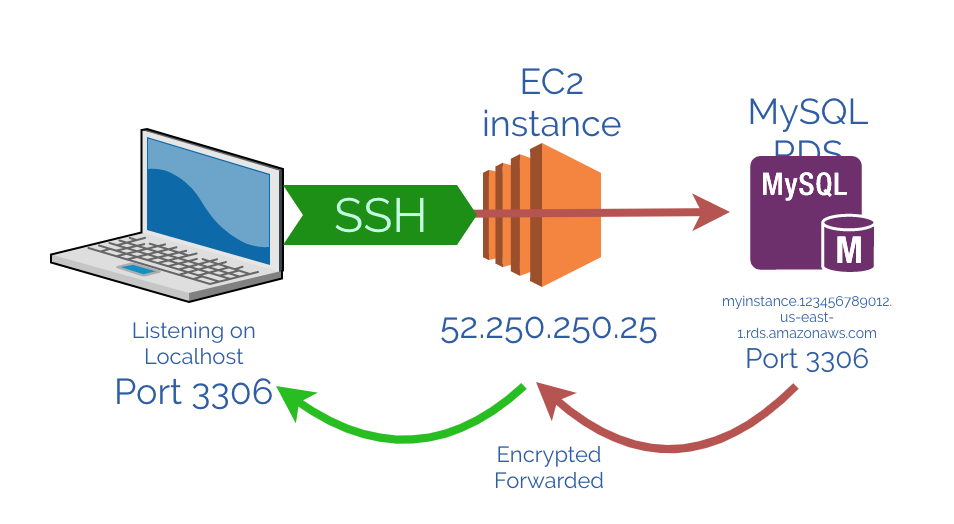 EC2
instance
MySQL
RDS
MySQL
M
SSH
Listening on
Localhost
Port 3306
52.250.250.25
myinstance.123456789012.
us-east-
1.rds.amazonaws.com
Port 3306
Encrypted
Forwarded